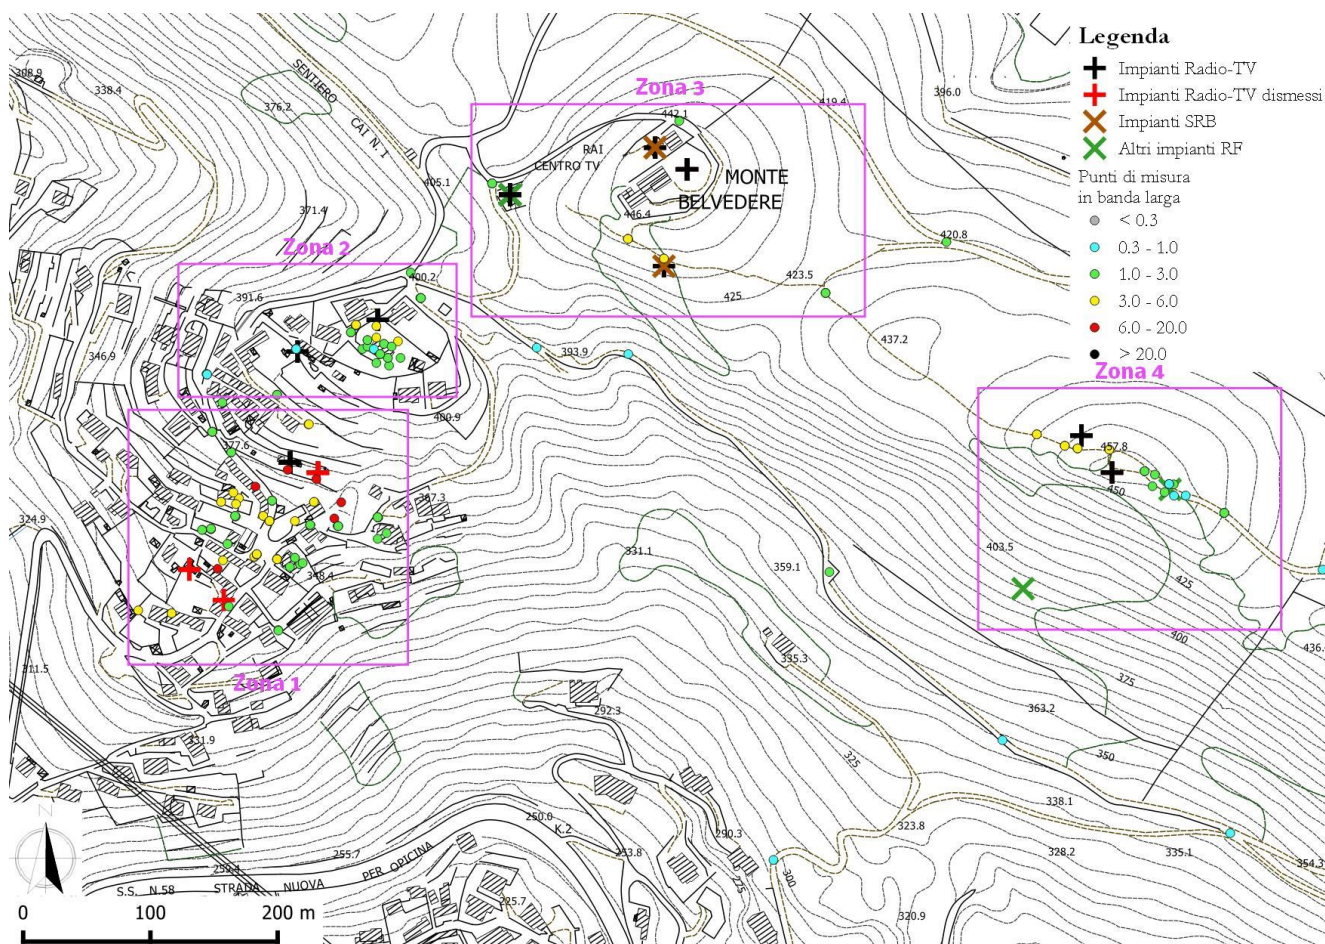 Legenda
Impianti Radio-TV
Impianti Radio-TV dismessi
Impianti SRB
Altri impianti RF
Punti di misura
in banda larga
< 0.3
0.3 - 1.0
1.0 - 3.0
3.0 - 6.0
6.0 - 20.0
> 20.0
338.4
376.2
SENTIERO
CAI N. 1
Zona 3
442.1
419.4
396.0
RAI
CENTRO TV
405.1
MONTE
BELVEDERE
446.4
371.4
420.8
423.5
425
Zona 2
400.2
391.6
346.9
393.9
437.2
400.9
Zona 4
457.8
450
377.6
367.3
324.9
403.5
331.1
359.1
425
348.4
400
436.
375
335.3
311.5
Zona 1
363.2
292.3
331.9
325
350
338.1
250.0
K.2
323.8
290.3
328.2
335.1
354.3
255.7
253.8
S.S. N.58 STRADA NUOVA PER OPICINA
275
300
225.7
320.9
N
0 100 200 m